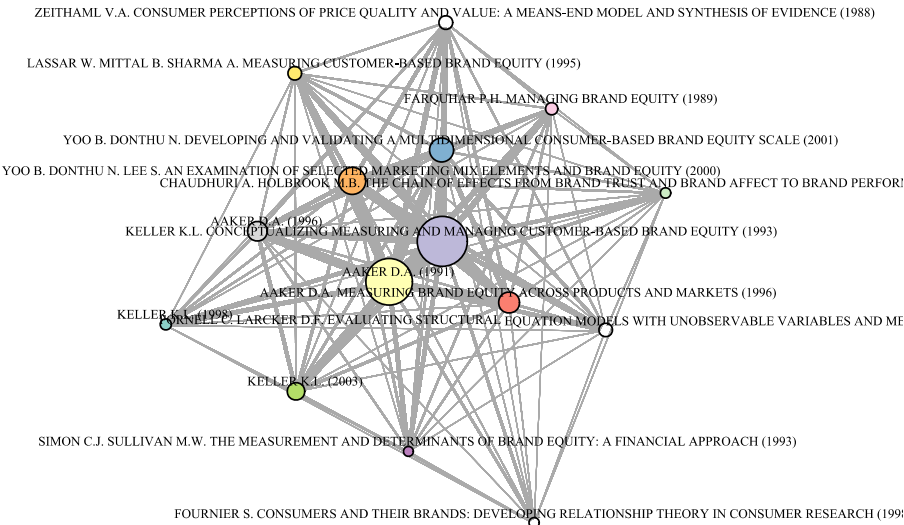 ZEITHAML V.A. CONSUMER PERCEPTIONS OF PRICE QUALITY AND VALUE: A MEANS-END MODEL AND SYNTHESIS OF EVIDENCE (1988)
LASSAR W. MITTAL B. SHARMA A. MEASURING CUSTOMER-BASED BRAND EQUITY (1995)
FARQUHAR P.H. MANAGING BRAND EQUITY (1989)
YOO B. DONTHU N. DEVELOPING AND VALIDATING A MULTIDIMENSIONAL CONSUMER-BASED BRAND EQUITY SCALE (2001)
YOO B. DONTHU N. LEE S. AN EXAMINATION OF SELECTED MARKETING MIX ELEMENTS AND BRAND EQUITY (2000)
CHAUDHURI A. HOLBROOK M.B. THE CHAIN OF EFFECTS FROM BRAND TRUST AND BRAND AFFECT TO BRAND PERFOR
AAKER D.A. (1996)
KELLER K.L. CONCEPTUALIZING MEASURING AND MANAGING CUSTOMER-BASED BRAND EQUITY (1993)
AAKER D.A. (1991)
AAKER D.A. MEASURING BRAND EQUITY ACROSS PRODUCTS AND MARKETS (1996)
KELLER K.L. (1998)
FORNELL C. LARCKER D.F. EVALUATING STRUCTURAL EQUATION MODELS WITH UNOBSERVABLE VARIABLES AND ME
KELLER K.L. (2003)
SIMON C.J. SULLIVAN M.W. THE MEASUREMENT AND DETERMINANTS OF BRAND EQUITY: A FINANCIAL APPROACH (1993)
FOURNIER S. CONSUMERS AND THEIR BRANDS: DEVELOPING RELATIONSHIP THEORY IN CONSUMER RESEARCH (1998